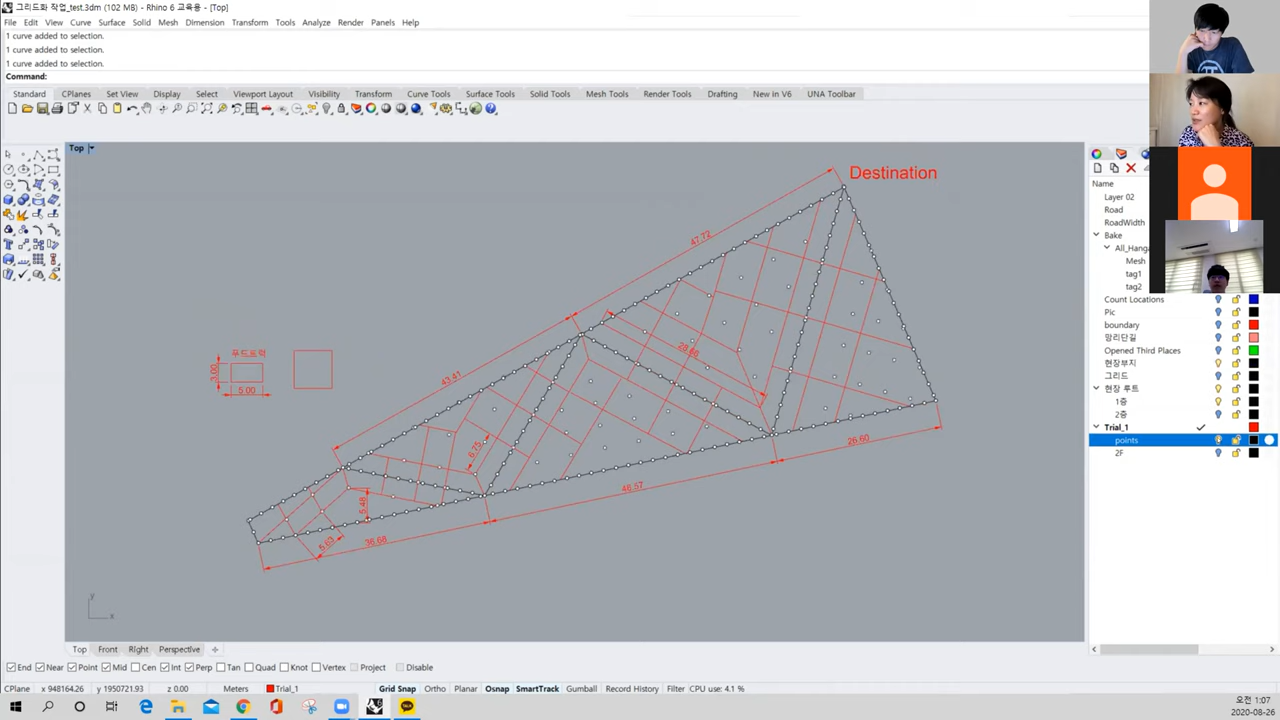 그리드화 작업_test.3dm (102 MB) - Rhino 6 교육용 - [Top]
File Edit View Curve Surface Solid Mesh Dimension Transform Tools Analyze Render Panels Help
1 curve added to selection.
1 curve added to selection.
1 curve added to selection.
Command:
Standard CPlanes Set View Display Select Viewport Layout Visibility Transform Curve Tools Surface Tools Solid Tools Mesh Tools Render Tools Drafting New in V6 UNA Toolbar
Top
Destination
47.72
28.66
43.41
6.75
5.48
5.63
36.68
46.57
26.60
푸드트럭
3.00
5.00
y
x
Name
Layer 02
Road
RoadWidth
Bake
All_Hanga
Mesh
tag1
tag2
Count Locations
Pic
boundary
망리단길
Opened Third Places
현장부지
그리드
현장 루트
1층
2층
Trial_1
points
2F
Top Front Right Perspective
End Near Point Mid Cen Int Perp Tan Quad Knot Vertex Project Disable
CPlane x 948164.26 y 1950721.93 z 0.00 Meters Trial_1 Grid Snap Ortho Planar Osnap SmartTrack Gumball Record History Filter CPU use: 4.1 %
TALK
오전 1:07
2020-08-26